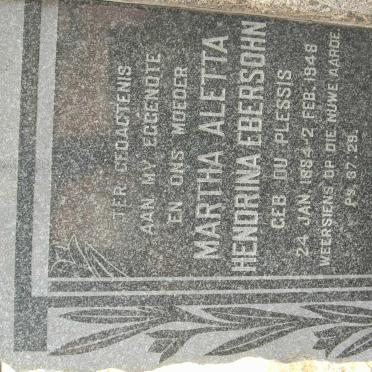 TER GEDAGTENIS
AAN MY EGGENOTE
EN ONS MOEDER
MARTHA ALETTA
HENDRINA EBERSOHN
GEB DU PLESSIS
24 JAN 1884-2 FEB. 1948
WEERSIENS OP DIE NUWE AARDE.
PS. 37.29.